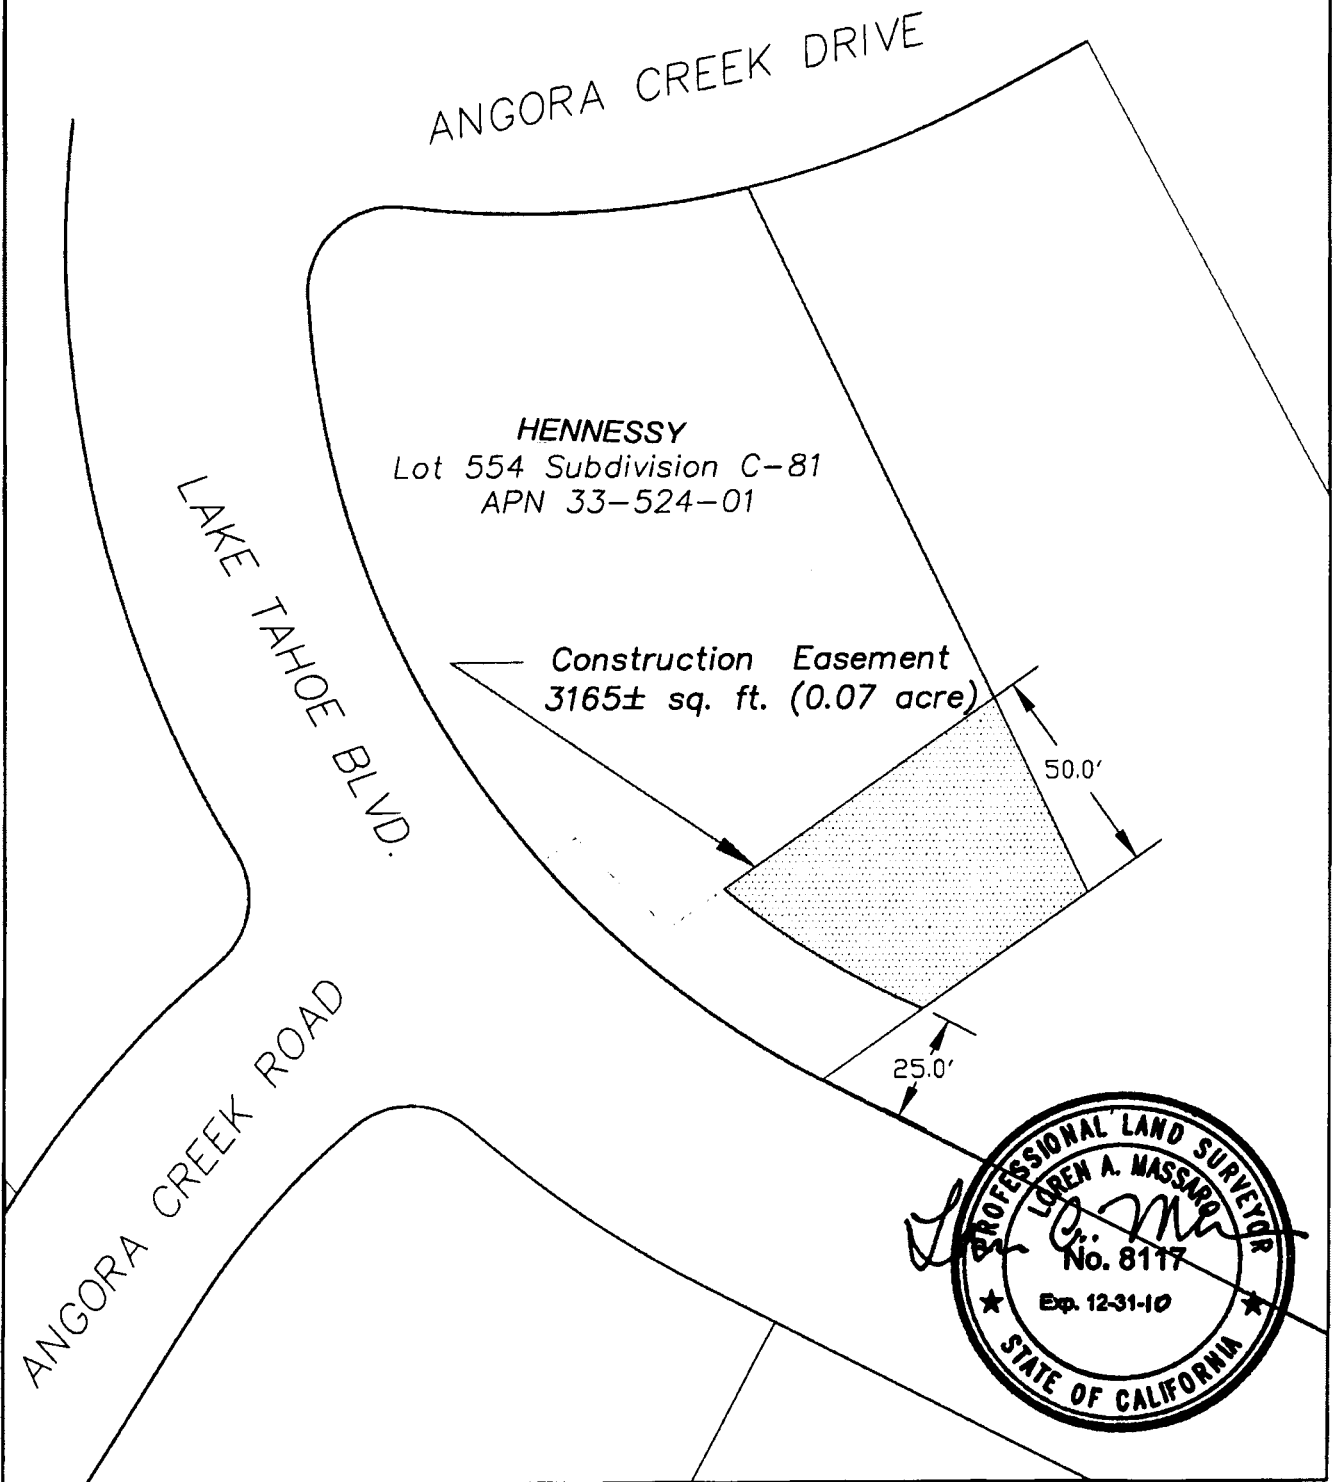 ANGORA CREEK DRIVE
HENNESSY
Lot 554 Subdivision C-81
APN 33-524-01
LAKE TAHOE BLVD.
Construction Easement
3165± sq. ft. (0.07 acre)
50.0'
25.0'
ANGORA CREEK ROAD
PROFESSIONAL LAND SURVEYOR
LOREN A. MASSARO
No. 8117
Exp. 12-31-10
STATE OF CALIFORNIA